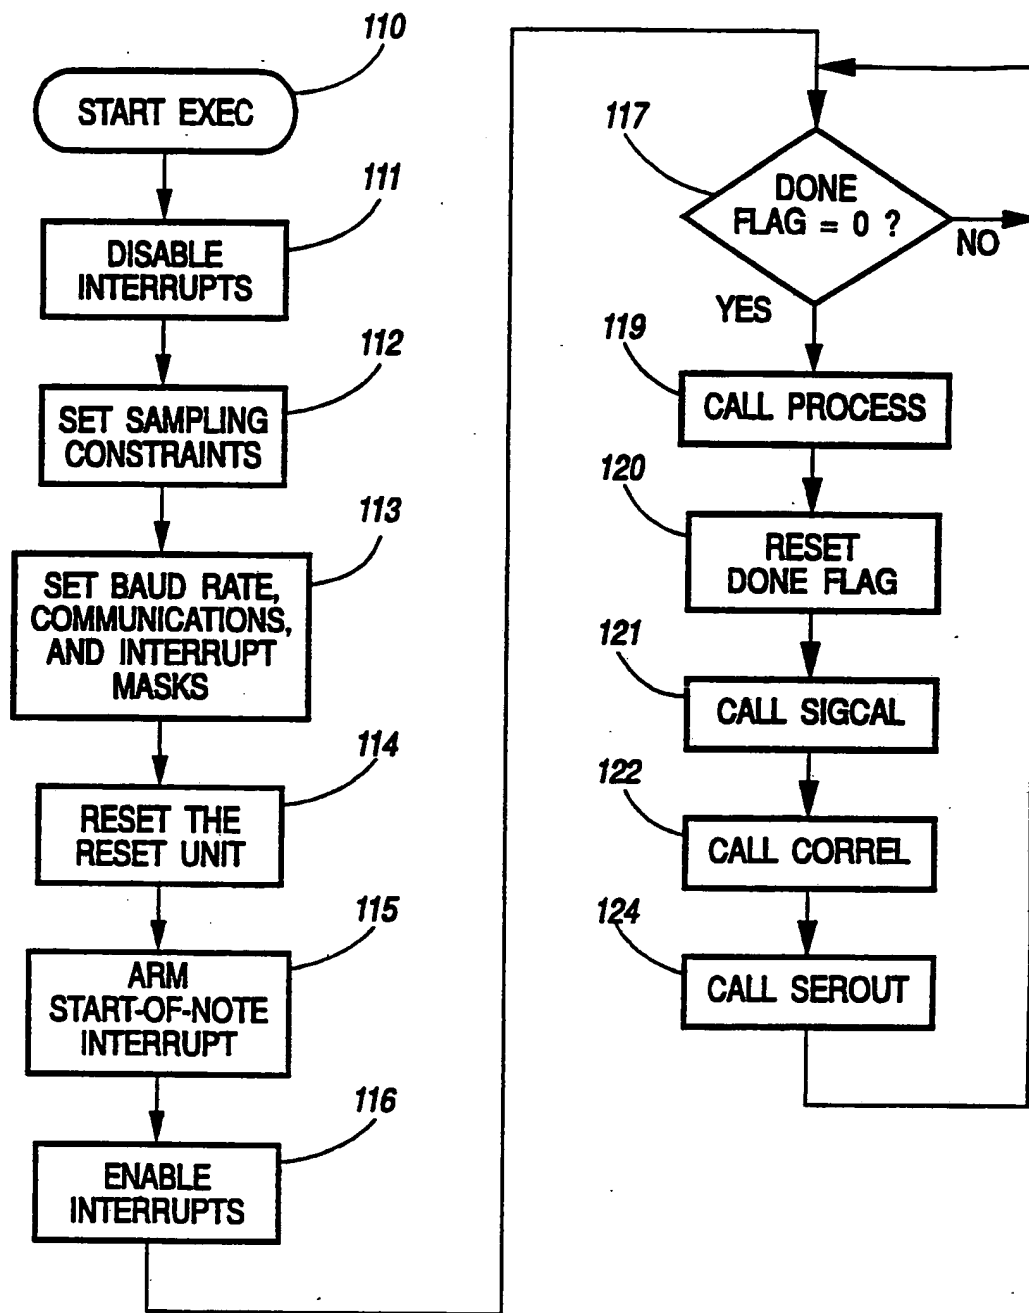 110
START EXEC
111
DISABLE
INTERRUPTS
112
SET SAMPLING
CONSTRAINTS
113
SET BAUD RATE,
COMMUNICATIONS,
AND INTERRUPT
MASKS
114
RESET THE
RESET UNIT
115
ARM
START-OF-NOTE
INTERRUPT
116
ENABLE
INTERRUPTS
117
DONE
FLAG = 0 ?
NO
YES
119
CALL PROCESS
120
RESET
DONE FLAG
121
CALL SIGCAL
122
CALL CORREL
124
CALL SEROUT